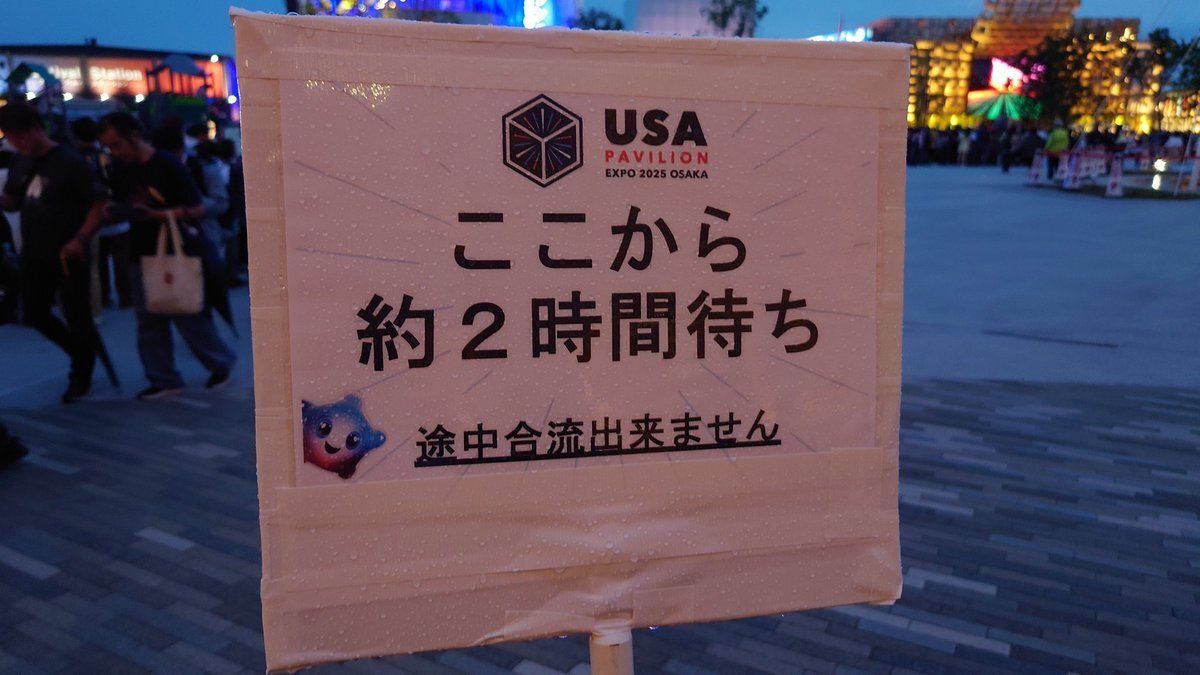 USA
PAVILION
EXPO 2025 OSAKA
ここから
約２時間待ち
途中合流出来ません
Station